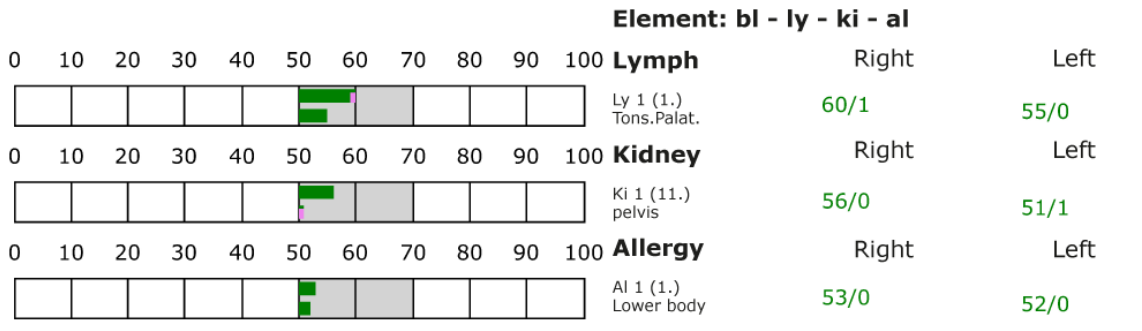 Element: bl - ly - ki - al
0 10 20 30 40 50 60 70 80 90 100 Lymph Right Left
Ly 1 (1.) 60/1 55/0
Tons.Palat.
0 10 20 30 40 50 60 70 80 90 100 Kidney Right Left
Ki 1 (11.) 56/0 51/1
pelvis
0 10 20 30 40 50 60 70 80 90 100 Allergy Right Left
Al 1 (1.) 53/0 52/0
Lower body